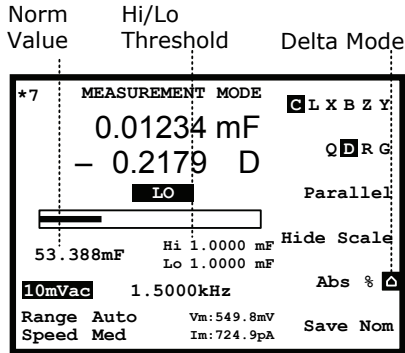 Norm Value
Hi/Lo Threshold
Delta Mode
*7 MEASUREMENT MODE
C L X B Z Y
0.01234 mF
Q D R G
– 0.2179 D
LO
Parallel
Hide Scale
53.388mF
Hi 1.0000 mF
Lo 1.0000 mF
Abs % Δ
10mVac 1.5000kHz
Range Auto Vm:549.8mV
Speed Med Im:724.9pA
Save Nom